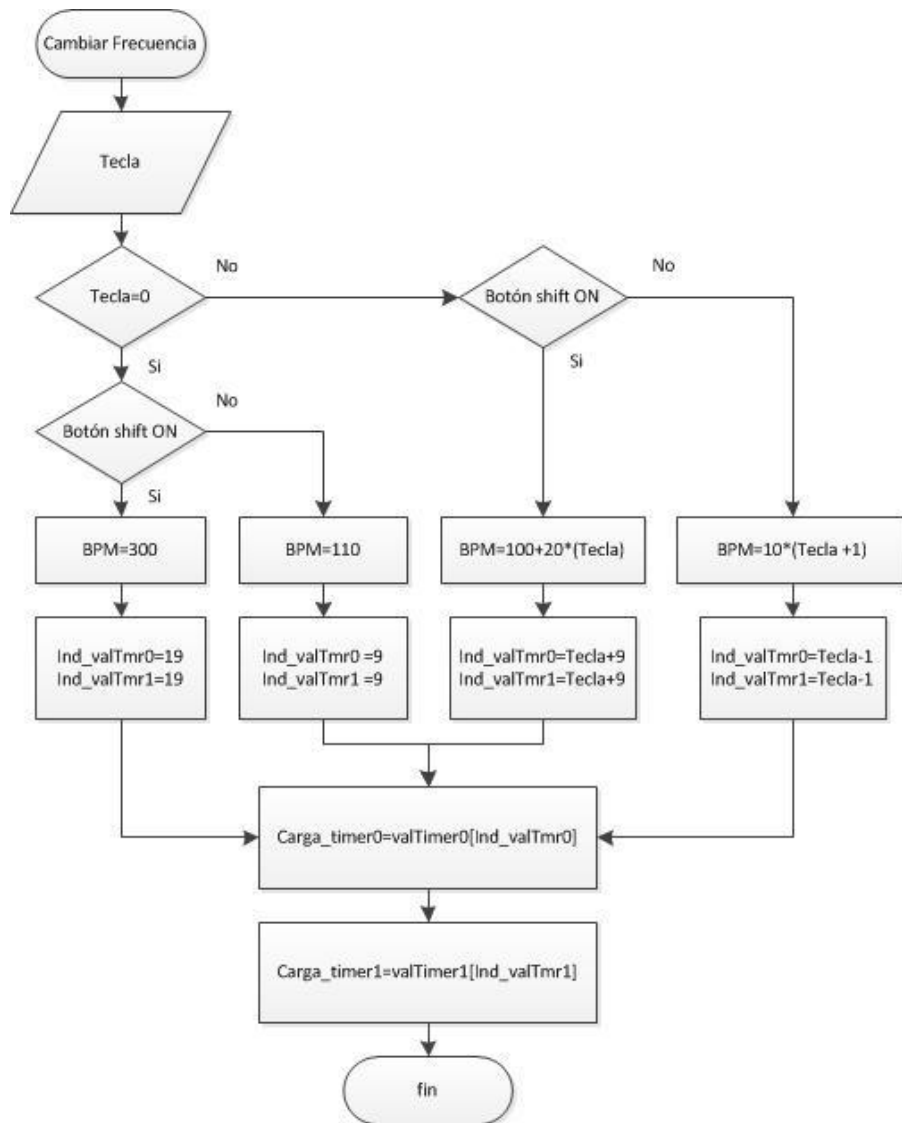 Cambiar Frecuencia
Tecla
Tecla=0
No
Botón shift ON
No
Si
Si
Botón shift ON
No
Si
BPM=300
BPM=110
BPM=100+20*(Tecla)
BPM=10*(Tecla +1)
Ind_valTmr0=19
Ind_valTmr1=19
Ind_valTmr0 =9
Ind_valTmr1 =9
Ind_valTmr0=Tecla+9
Ind_valTmr1=Tecla+9
Ind_valTmr0=Tecla-1
Ind_valTmr1=Tecla-1
Carga_timer0=valTimer0[Ind_valTmr0]
Carga_timer1=valTimer1[Ind_valTmr1]
fin